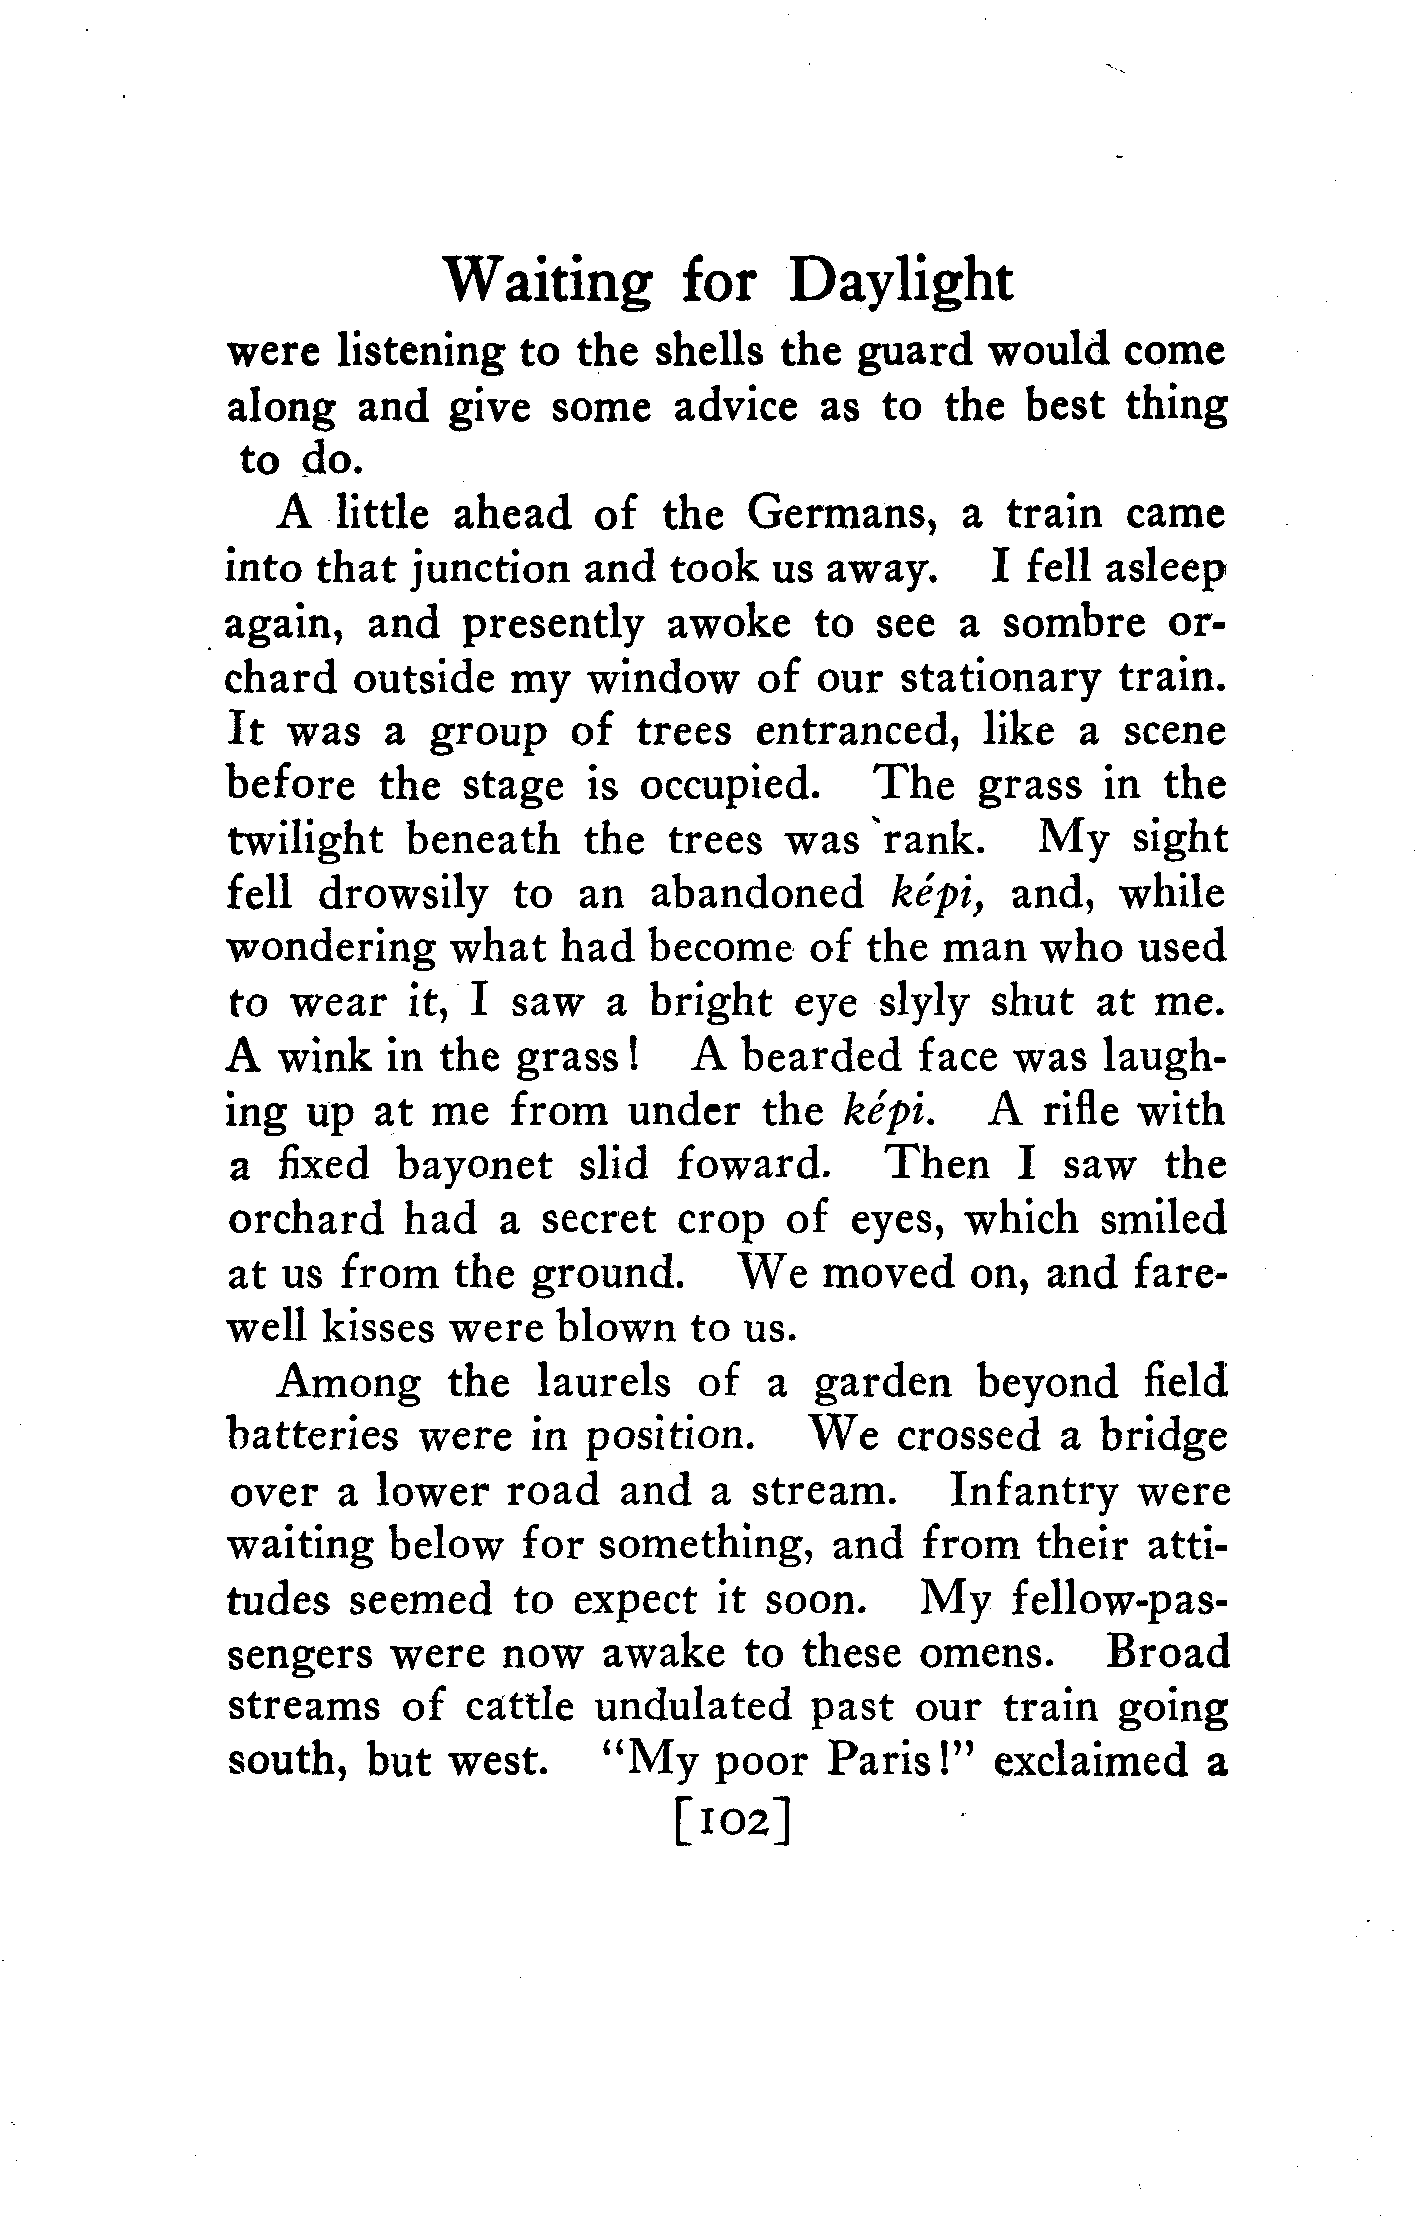 Waiting for Daylight
were listening to the shells the guard would come
along and give some advice as to the best thing
to do.
A little ahead of the Germans, a train came
into that junction and took us away. I fell asleep
again, and presently awoke to see a sombre or-
chard outside my window of our stationary train.
It was a group of trees entranced, like a scene
before the stage is occupied. The grass in the
twilight beneath the trees was rank. My sight
fell drowsily to an abandoned képi, and, while
wondering what had become of the man who used
to wear it, I saw a bright eye slyly shut at me.
A wink in the grass! A bearded face was laugh-
ing up at me from under the képi. A rifle with
a fixed bayonet slid foward. Then I saw the
orchard had a secret crop of eyes, which smiled
at us from the ground. We moved on, and fare-
well kisses were blown to us.
Among the laurels of a garden beyond field
batteries were in position. We crossed a bridge
over a lower road and a stream. Infantry were
waiting below for something, and from their atti-
tudes seemed to expect it soon. My fellow-pas-
sengers were now awake to these omens. Broad
streams of cattle undulated past our train going
south, but west. "My poor Paris!" exclaimed a
[102]